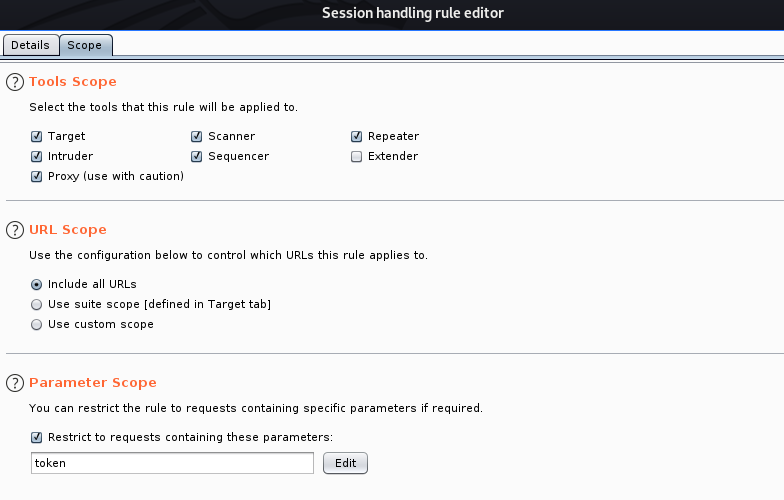 Session handling rule editor
Details Scope
? Tools Scope
Select the tools that this rule will be applied to.
Target Scanner Repeater
Intruder Sequencer Extender
Proxy (use with caution)
? URL Scope
Use the configuration below to control which URLs this rule applies to.
Include all URLs
Use suite scope [defined in Target tab]
Use custom scope
? Parameter Scope
You can restrict the rule to requests containing specific parameters if required.
Restrict to requests containing these parameters:
token Edit